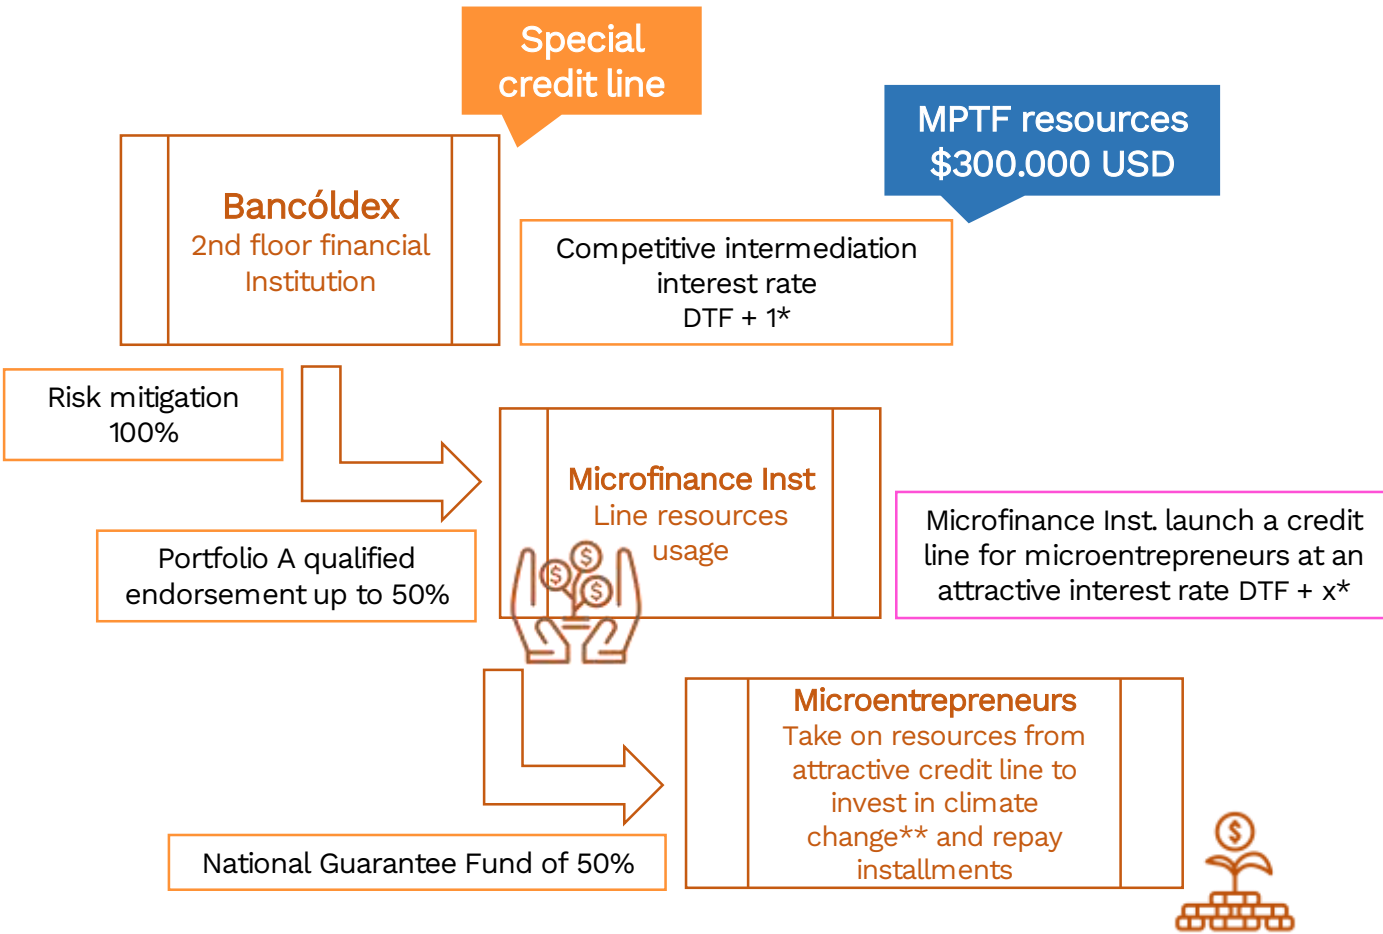 Special
credit line
MPTF resources
$300.000 USD
Bancóldex
2nd floor financial
Institution
Competitive intermediation
interest rate
DTF + 1*
Risk mitigation
100%
Microfinance Inst
Line resources
usage
$
$
$
Microfinance Inst. launch a credit
line for microentrepreneurs at an
attractive interest rate DTF + x*
Portfolio A qualified
endorsement up to 50%
Microentrepreneurs
Take on resources from
attractive credit line to
invest in climate
change** and repay
installments
National Guarantee Fund of 50%
$